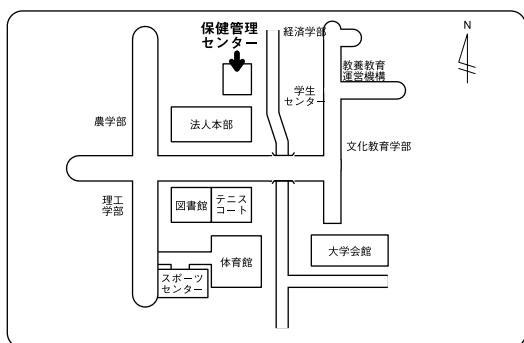 保健管理
センター
経済学部
N
教養教育
運営機構
学生
センター
農学部
法人本部
文化教育学部
理工
学部
図書館
テニス
コート
大学会館
体育館
スポーツ
センター